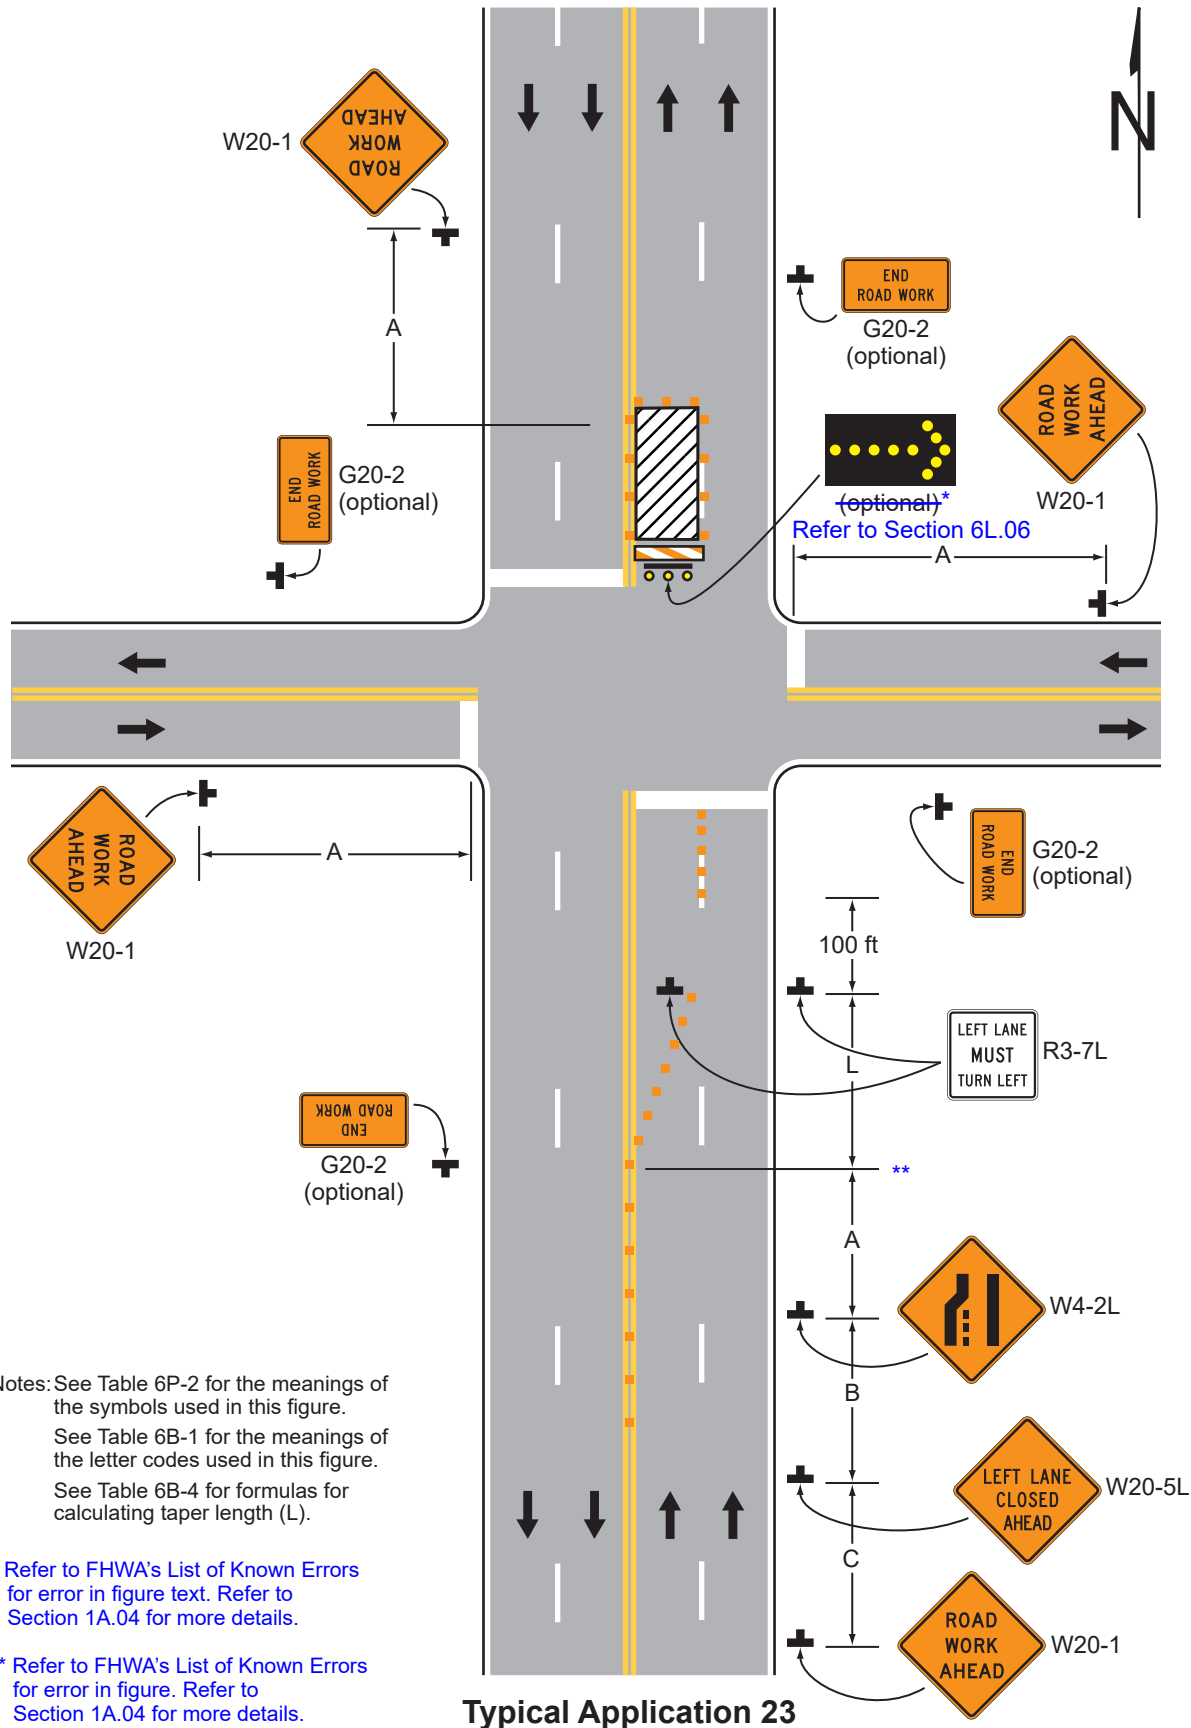 N
W20-1
ROAD
WORK
AHEAD
A
END
ROAD WORK
G20-2
(optional)
ROAD
WORK
AHEAD
W20-1
(optional)*
Refer to Section 6L.06
A
END
ROAD WORK
G20-2
(optional)
ROAD
WORK
AHEAD
W20-1
A
END
ROAD WORK
G20-2
(optional)
100 ft
LEFT LANE
MUST
TURN LEFT
R3-7L
L
END
ROAD WORK
G20-2
(optional)
**
A
W4-2L
B
LEFT LANE
CLOSED
AHEAD
W20-5L
C
ROAD
WORK
AHEAD
W20-1
Notes: See Table 6P-2 for the meanings of
the symbols used in this figure.
See Table 6B-1 for the meanings of
the letter codes used in this figure.
See Table 6B-4 for formulas for
calculating taper length (L).
Refer to FHWA's List of Known Errors
for error in figure text. Refer to
Section 1A.04 for more details.
* Refer to FHWA's List of Known Errors
for error in figure. Refer to
Section 1A.04 for more details.
Typical Application 23